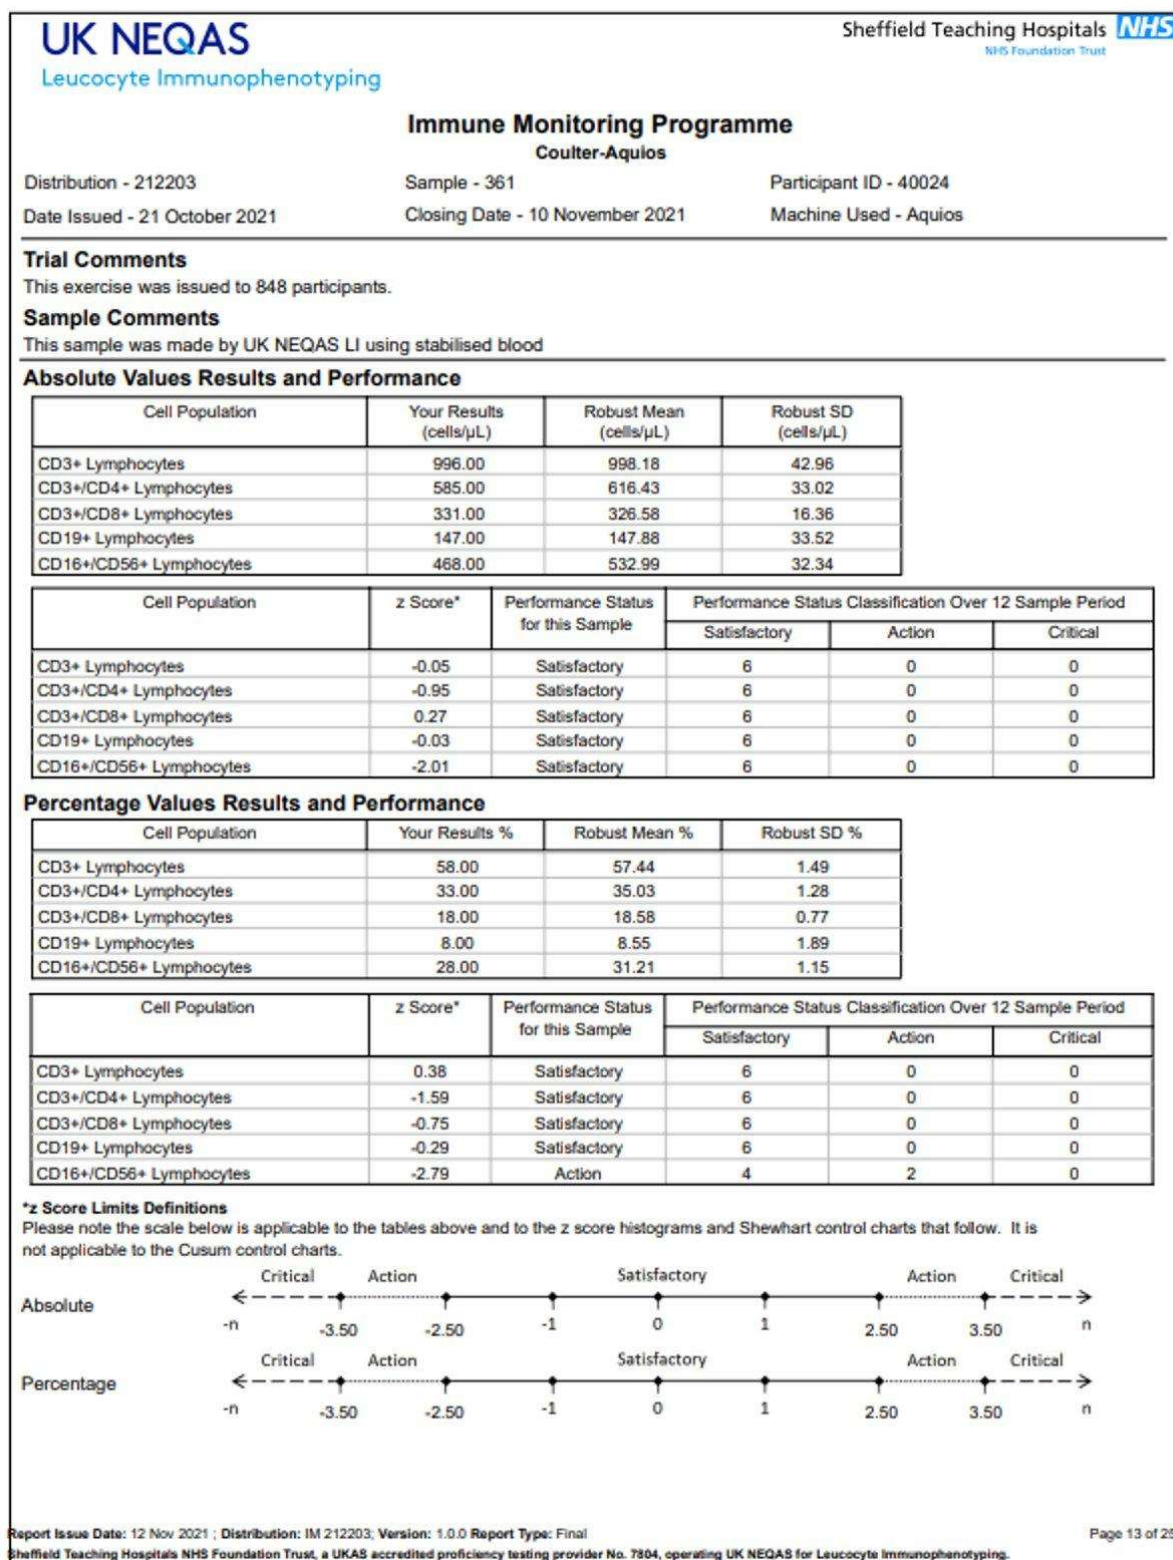 UK NEQAS
Leucocyte Immunophenotyping
Sheffield Teaching Hospitals NHS
NHS Foundation Trust
Immune Monitoring Programme
Coulter-Aquios
Distribution - 212203 Sample - 361 Participant ID - 40024
Date Issued - 21 October 2021 Closing Date - 10 November 2021 Machine Used - Aquios
Trial Comments
This exercise was issued to 848 participants.
Sample Comments
This sample was made by UK NEQAS LI using stabilised blood
Absolute Values Results and Performance
Cell Population Your Results Robust Mean Robust SD
(cells/µL) (cells/µL) (cells/µL)
CD3+ Lymphocytes 996.00 998.18 42.96
CD3+/CD4+ Lymphocytes 585.00 616.43 33.02
CD3+/CD8+ Lymphocytes 331.00 326.58 16.36
CD19+ Lymphocytes 147.00 147.88 33.52
CD16+/CD56+ Lymphocytes 468.00 532.99 32.34
Cell Population z Score* Performance Status Performance Status Classification Over 12 Sample Period
for this Sample Satisfactory Action Critical
CD3+ Lymphocytes -0.05 Satisfactory 6 0 0
CD3+/CD4+ Lymphocytes -0.95 Satisfactory 6 0 0
CD3+/CD8+ Lymphocytes 0.27 Satisfactory 6 0 0
CD19+ Lymphocytes -0.03 Satisfactory 6 0 0
CD16+/CD56+ Lymphocytes -2.01 Satisfactory 6 0 0
Percentage Values Results and Performance
Cell Population Your Results % Robust Mean % Robust SD %
CD3+ Lymphocytes 58.00 57.44 1.49
CD3+/CD4+ Lymphocytes 33.00 35.03 1.28
CD3+/CD8+ Lymphocytes 18.00 18.58 0.77
CD19+ Lymphocytes 8.00 8.55 1.89
CD16+/CD56+ Lymphocytes 28.00 31.21 1.15
Cell Population z Score* Performance Status Performance Status Classification Over 12 Sample Period
for this Sample Satisfactory Action Critical
CD3+ Lymphocytes 0.38 Satisfactory 6 0 0
CD3+/CD4+ Lymphocytes -1.59 Satisfactory 6 0 0
CD3+/CD8+ Lymphocytes -0.75 Satisfactory 6 0 0
CD19+ Lymphocytes -0.29 Satisfactory 6 0 0
CD16+/CD56+ Lymphocytes -2.79 Action 4 2 0
*z Score Limits Definitions
Please note the scale below is applicable to the tables above and to the z score histograms and Shewhart control charts that follow. It is
not applicable to the Cusum control charts.
Critical Action Satisfactory Action Critical
Absolute
-n -3.50 -2.50 -1 0 1 2.50 3.50 n
Critical Action Satisfactory Action Critical
Percentage
-n -3.50 -2.50 -1 0 1 2.50 3.50 n
Report Issue Date: 12 Nov 2021 ; Distribution: IM 212203; Version: 1.0.0 Report Type: Final Page 13 of 25
Sheffield Teaching Hospitals NHS Foundation Trust, a UKAS accredited proficiency testing provider No. 7804, operating UK NEQAS for Leucocyte Immunophenotyping.